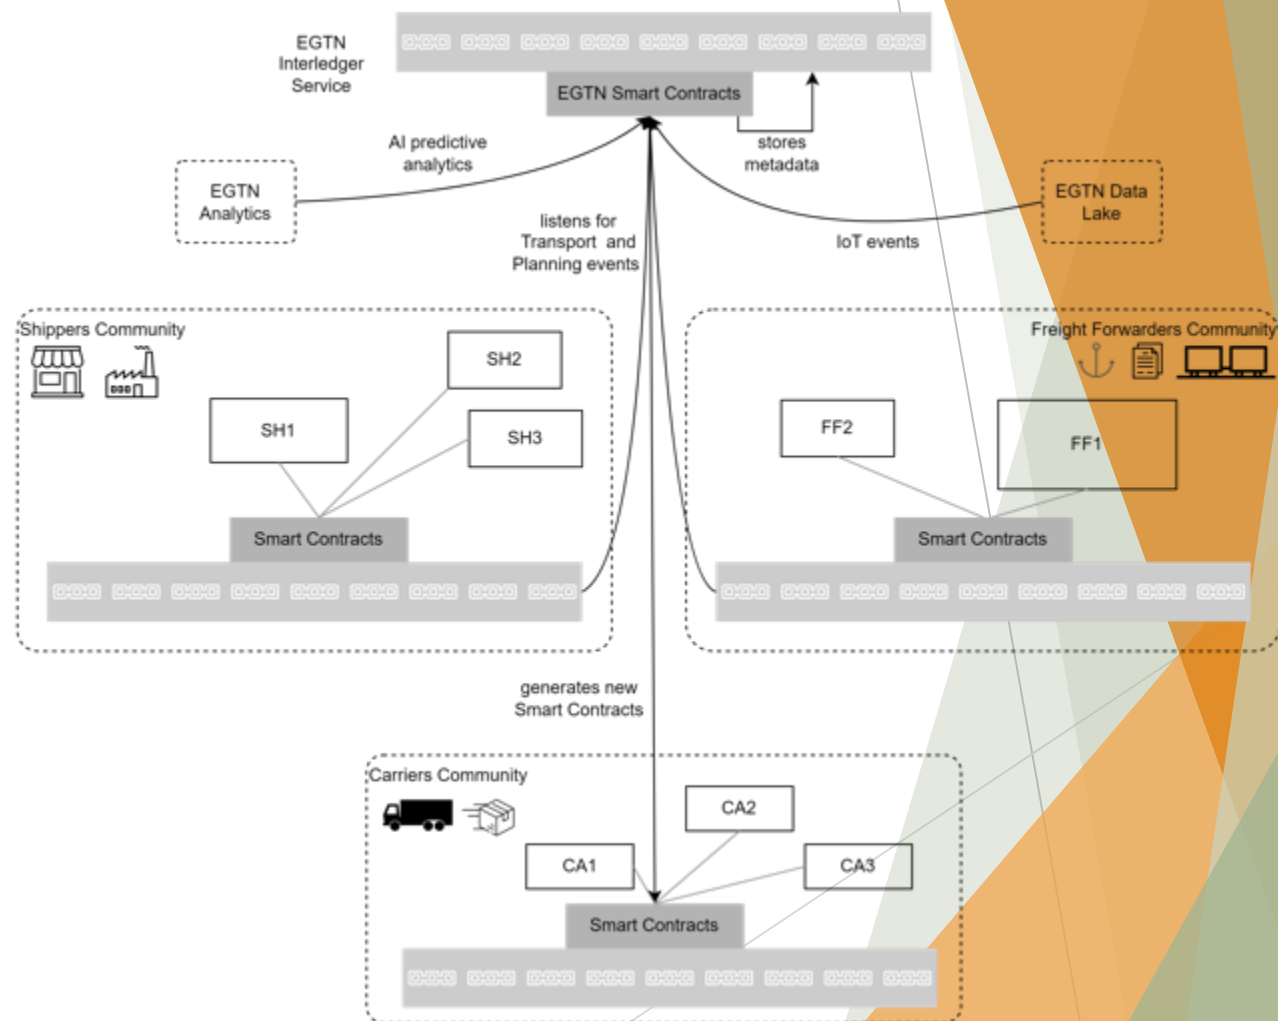 EGTN
Interledger
Service
EGTN Smart Contracts
AI predictive
analytics
stores
metadata
EGTN
Analytics
EGTN Data
Lake
listens for
Transport and
Planning events
IoT events
Shippers Community
SH2
SH1
SH3
Smart Contracts
Freight Forwarders Community
FF2
FF1
Smart Contracts
generates new
Smart Contracts
Carriers Community
CA2
CA1
CA3
Smart Contracts